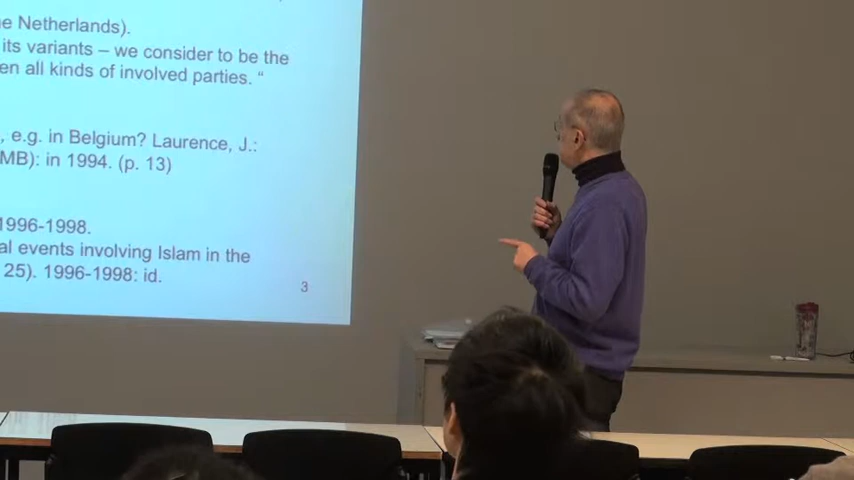 e Netherlands).
its variants – we consider to be the
en all kinds of involved parties. “
, e.g. in Belgium? Laurence, J.:
MB): in 1994. (p. 13)
1996-1998.
al events involving Islam in the
25). 1996-1998: id.
3